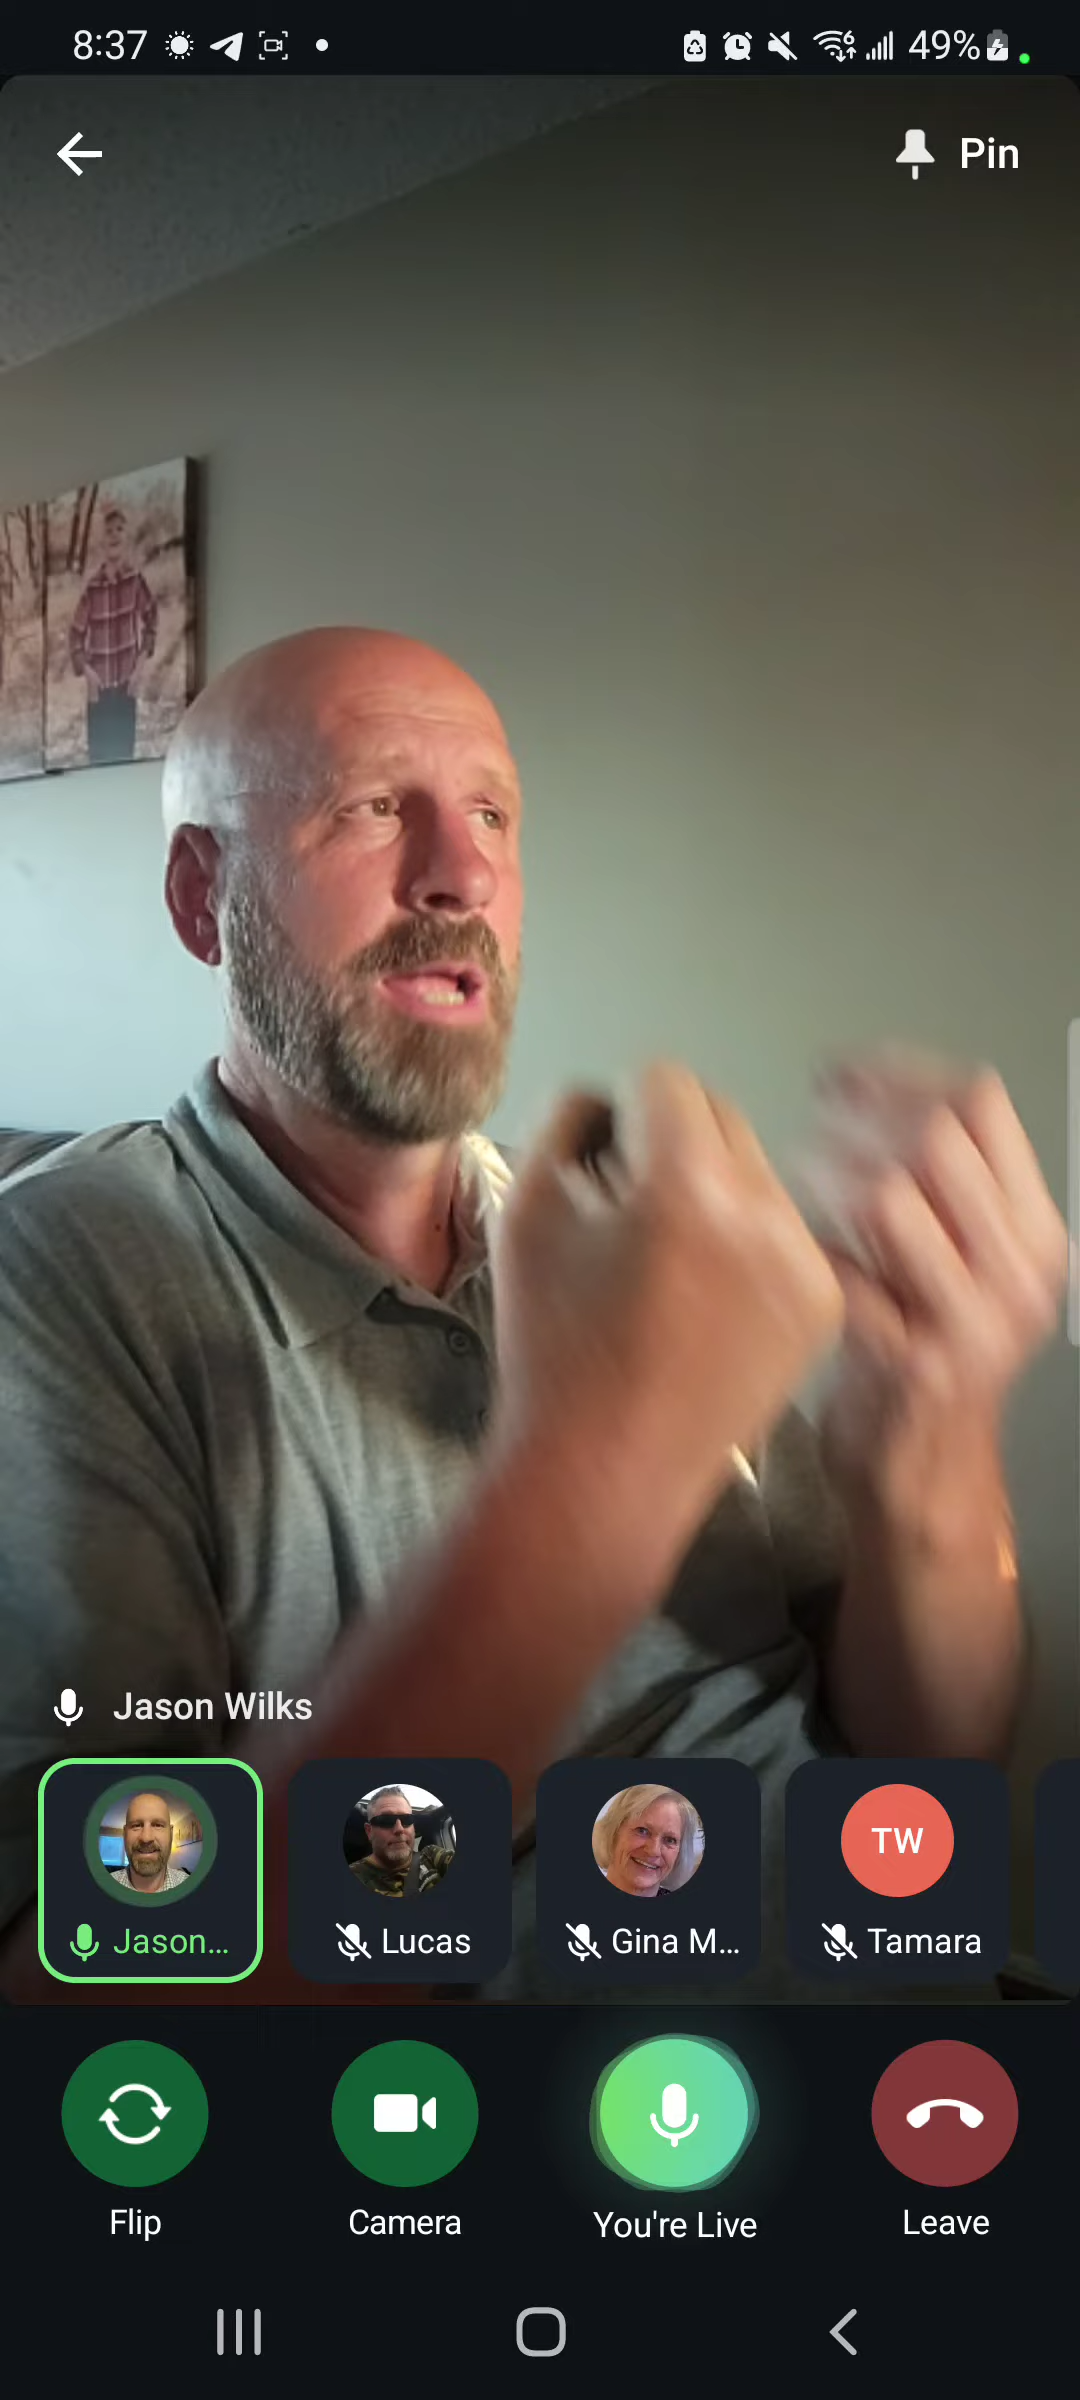 8:37
49%
Pin
Jason Wilks
TW
Jason...
Lucas
Gina M...
Tamara
Flip
Camera
You're Live
Leave